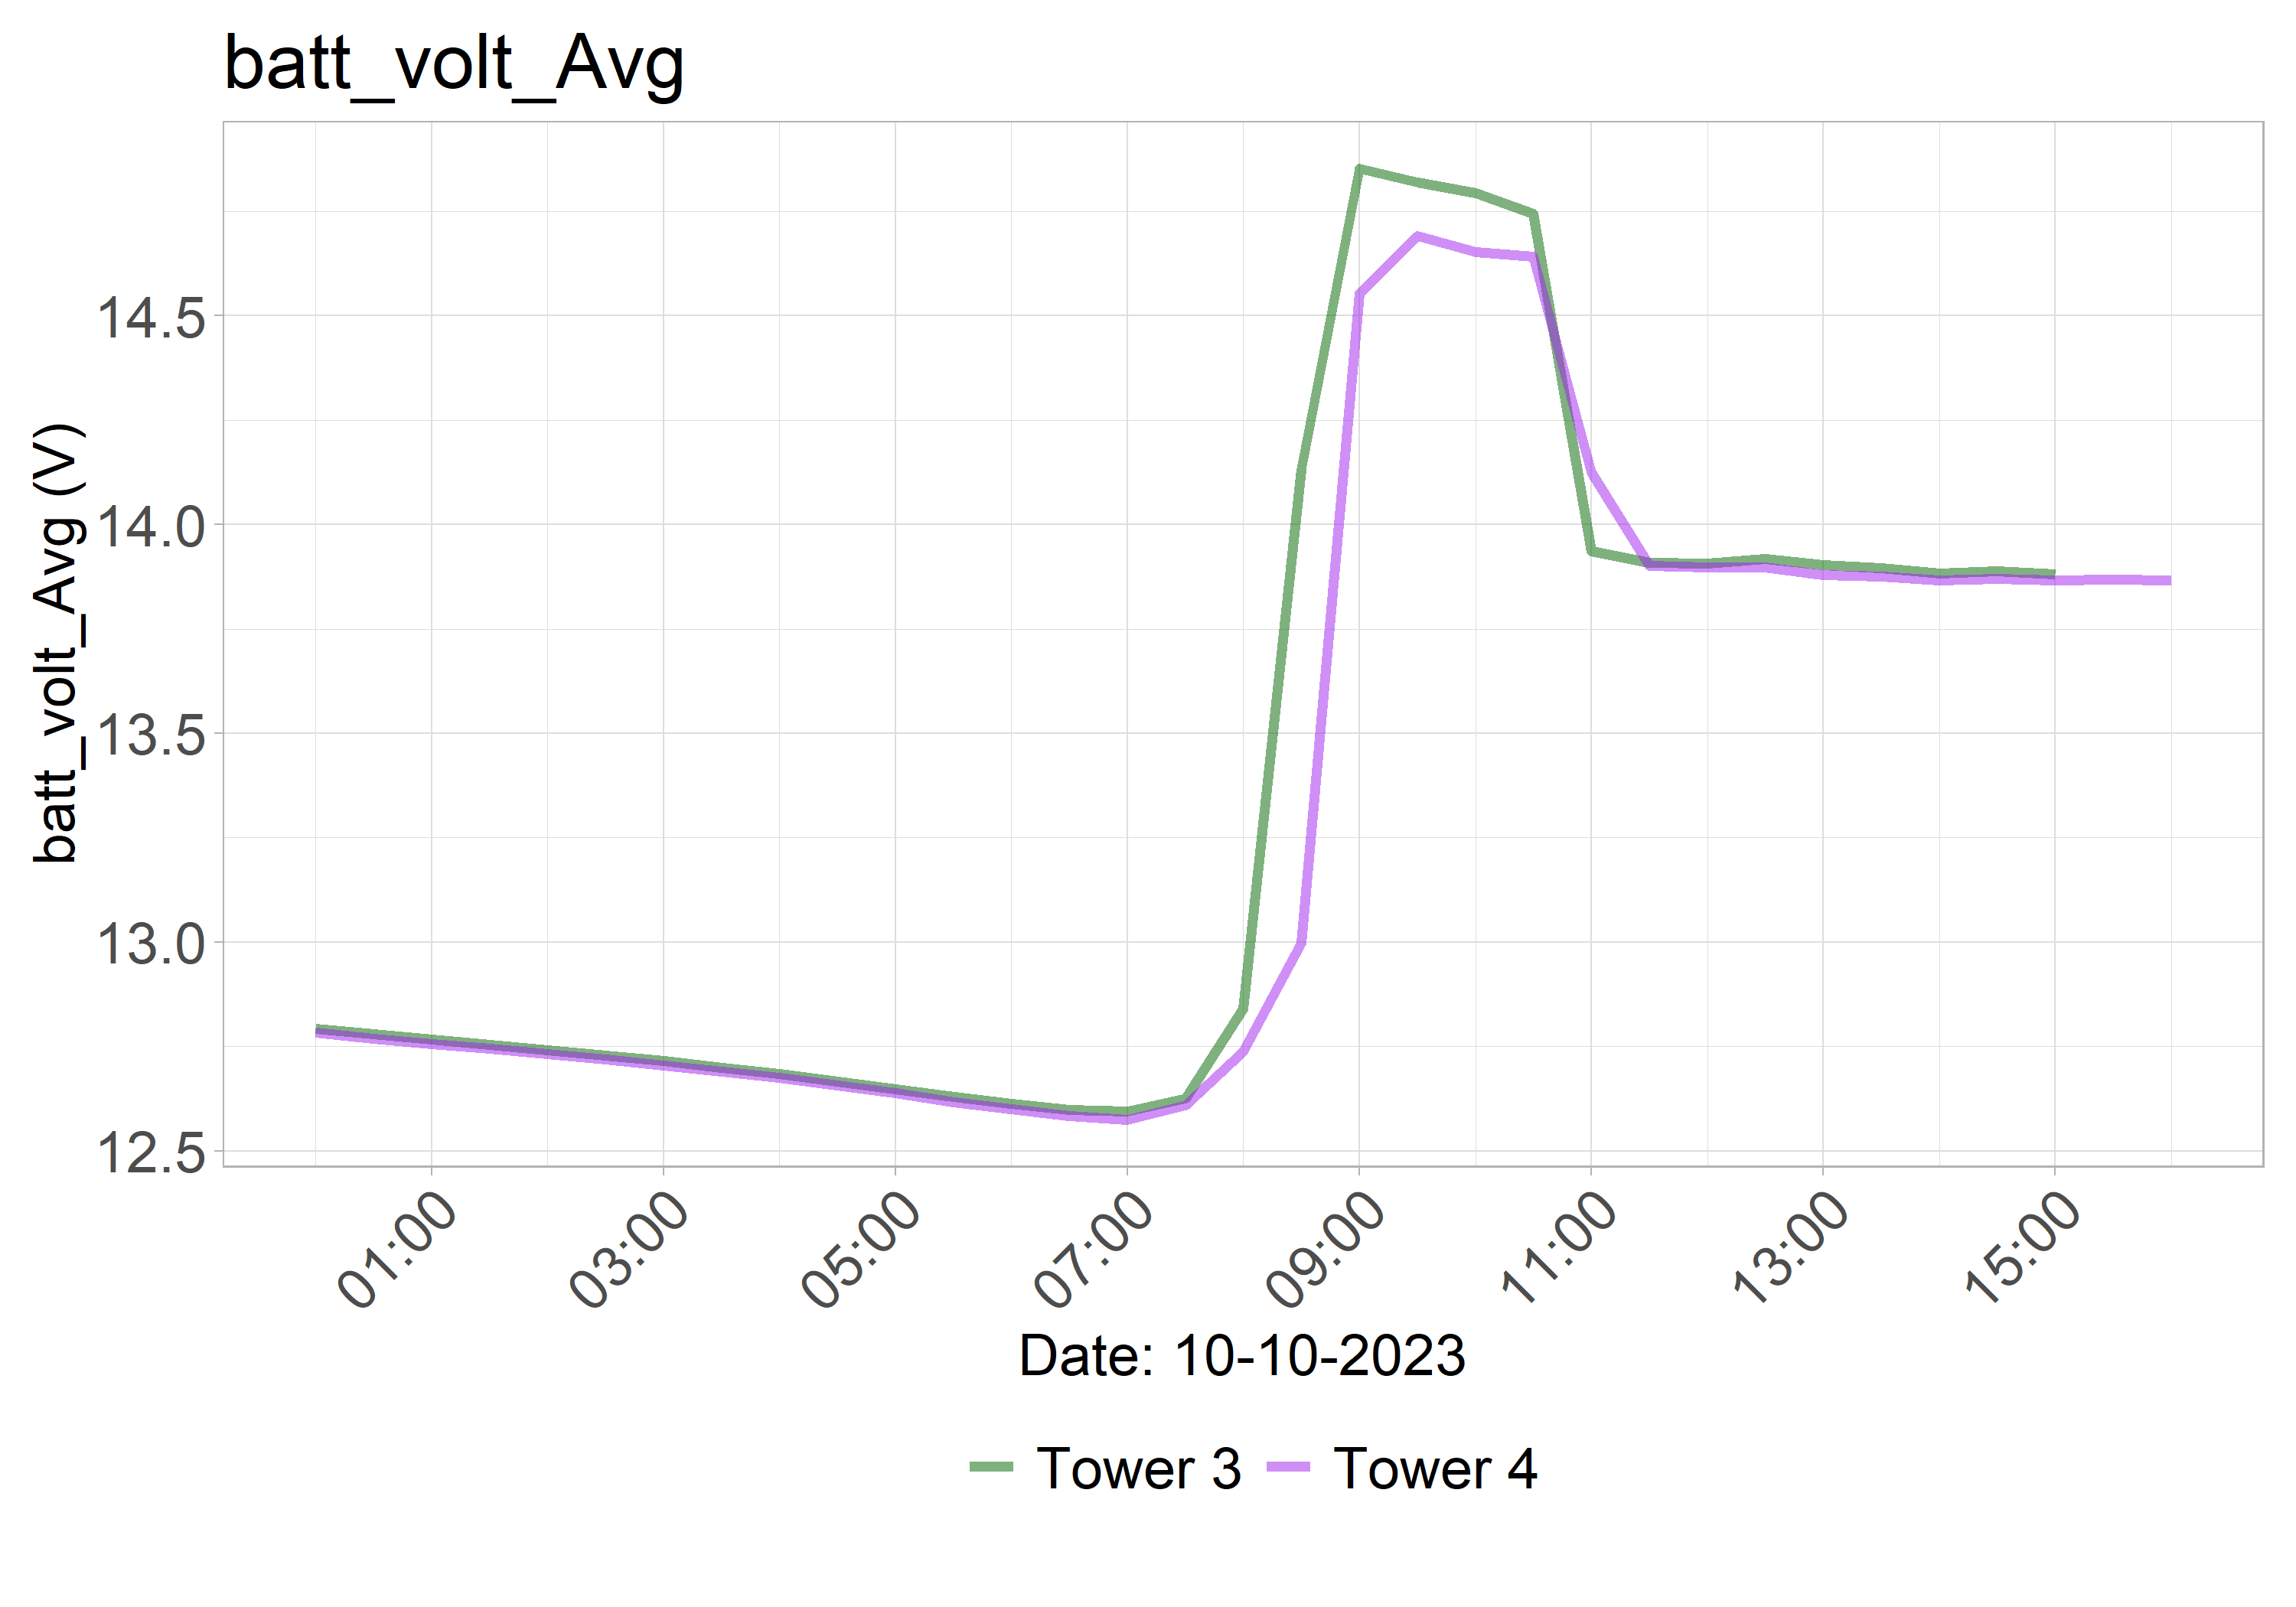 batt_volt_Avg
batt_volt_Avg (V)
14.5
14.0
13.5
13.0
12.5
01:00
03:00
05:00
07:00
09:00
11:00
13:00
15:00
Date: 10-10-2023
Tower 3
Tower 4